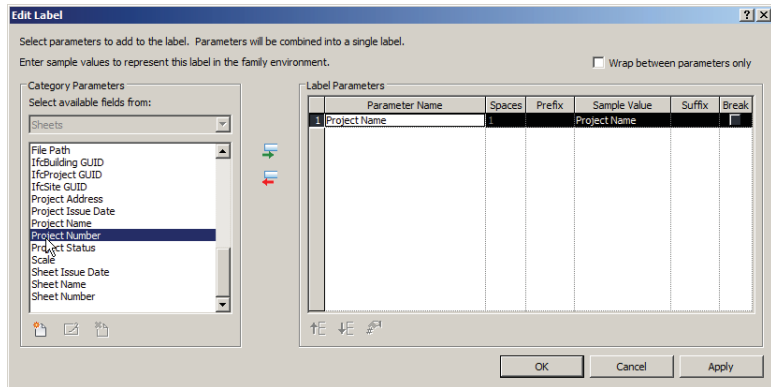 Edit Label
Select parameters to add to the label. Parameters will be combined into a single label.
Enter sample values to represent this label in the family environment.
Wrap between parameters only
Category Parameters
Select available fields from:
Sheets
File Path
IfcBuilding GUID
IfcProject GUID
IfcSite GUID
Project Address
Project Issue Date
Project Name
Project Number
Project Status
Scale
Sheet Issue Date
Sheet Name
Sheet Number
Label Parameters
Parameter Name Spaces Prefix Sample Value Suffix Break
1 Project Name 1 Project Name
OK Cancel Apply